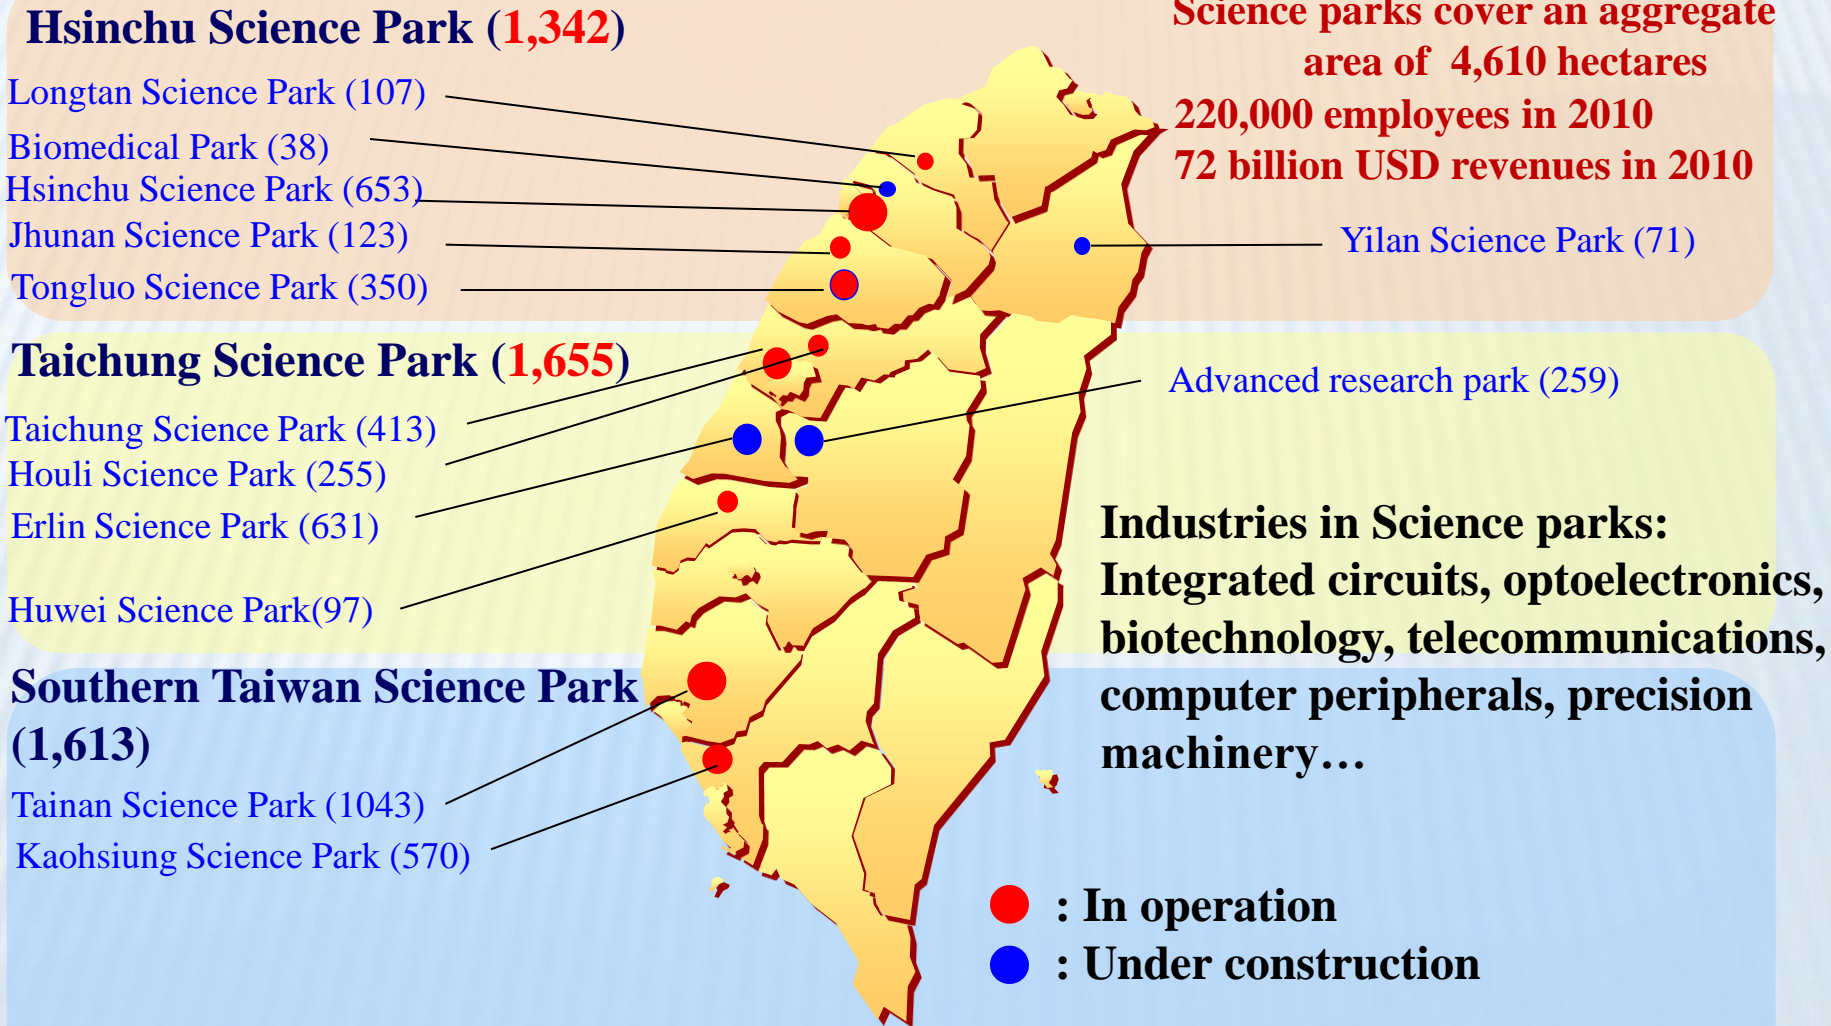 Hsinchu Science Park (1,342)
Longtan Science Park (107)
Biomedical Park (38)
Hsinchu Science Park (653)
Jhunan Science Park (123)
Tongluo Science Park (350)
Science parks cover an aggregate
area of 4,610 hectares
220,000 employees in 2010
72 billion USD revenues in 2010
Yilan Science Park (71)
Taichung Science Park (1,655)
Taichung Science Park (413)
Houli Science Park (255)
Erlin Science Park (631)
Huwei Science Park(97)
Advanced research park (259)
Industries in Science parks:
Integrated circuits, optoelectronics,
biotechnology, telecommunications,
computer peripherals, precision
machinery…
Southern Taiwan Science Park
(1,613)
Tainan Science Park (1043)
Kaohsiung Science Park (570)
: In operation
: Under construction